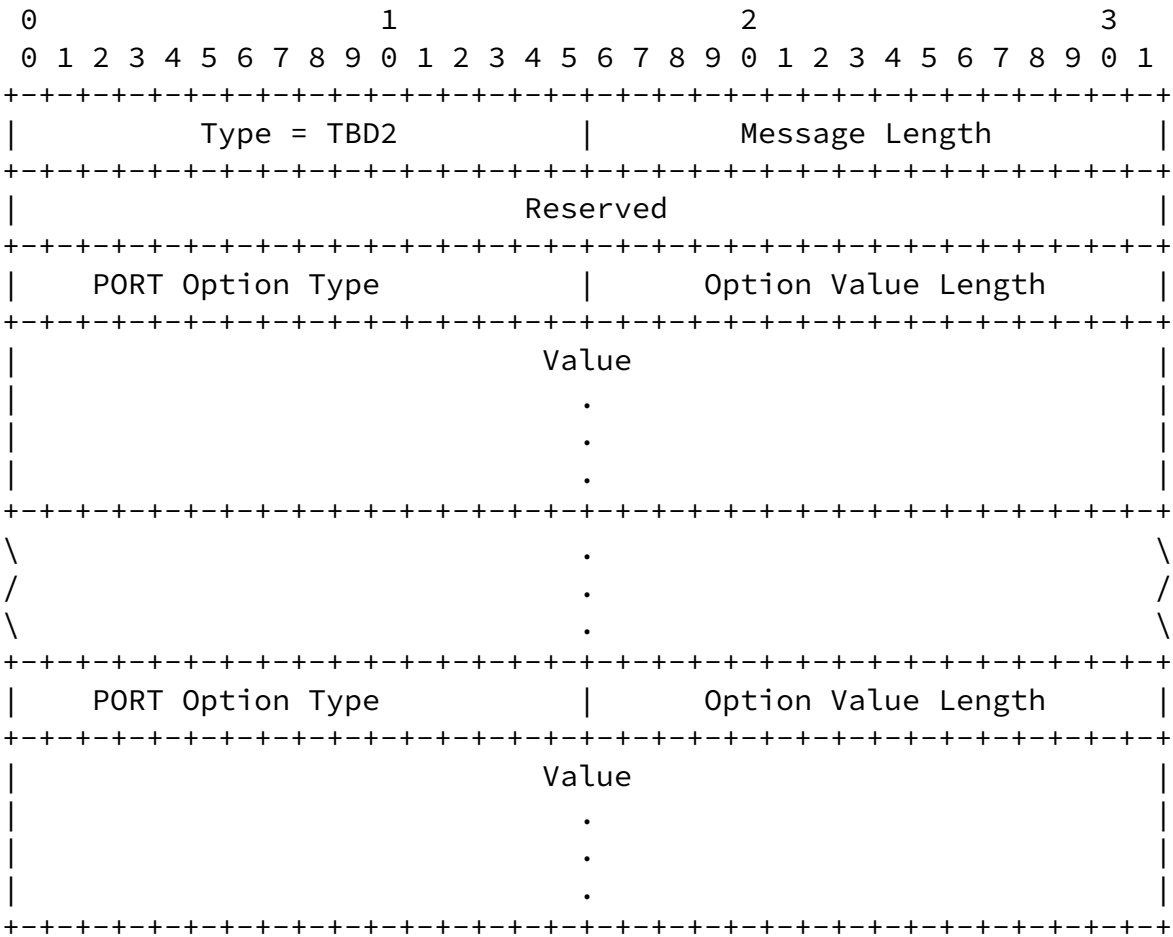 0                   1                   2                   3
 0 1 2 3 4 5 6 7 8 9 0 1 2 3 4 5 6 7 8 9 0 1 2 3 4 5 6 7 8 9 0 1
+-+-+-+-+-+-+-+-+-+-+-+-+-+-+-+-+-+-+-+-+-+-+-+-+-+-+-+-+-+-+-+-+
|          Type = TBD2          |        Message Length         |
+-+-+-+-+-+-+-+-+-+-+-+-+-+-+-+-+-+-+-+-+-+-+-+-+-+-+-+-+-+-+-+-+
|                            Reserved                           |
+-+-+-+-+-+-+-+-+-+-+-+-+-+-+-+-+-+-+-+-+-+-+-+-+-+-+-+-+-+-+-+-+
|    PORT Option Type           |      Option Value Length      |
+-+-+-+-+-+-+-+-+-+-+-+-+-+-+-+-+-+-+-+-+-+-+-+-+-+-+-+-+-+-+-+-+
|                             Value                             |
|                               .                               |
|                               .                               |
|                               .                               |
+-+-+-+-+-+-+-+-+-+-+-+-+-+-+-+-+-+-+-+-+-+-+-+-+-+-+-+-+-+-+-+-+
\                               .                               \
/                               .                               /
\                               .                               \
+-+-+-+-+-+-+-+-+-+-+-+-+-+-+-+-+-+-+-+-+-+-+-+-+-+-+-+-+-+-+-+-+
|    PORT Option Type           |      Option Value Length      |
+-+-+-+-+-+-+-+-+-+-+-+-+-+-+-+-+-+-+-+-+-+-+-+-+-+-+-+-+-+-+-+-+
|                             Value                             |
|                               .                               |
|                               .                               |
|                               .                               |
+-+-+-+-+-+-+-+-+-+-+-+-+-+-+-+-+-+-+-+-+-+-+-+-+-+-+-+-+-+-+-+-+